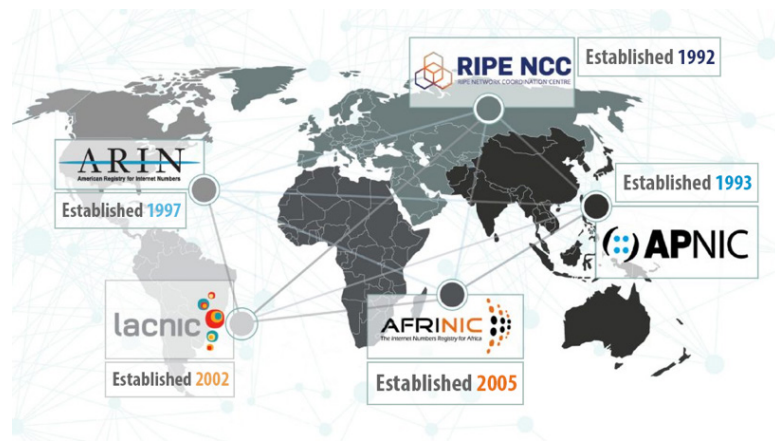 RIPE NCC
RIPE NETWORK COORDINATION CENTRE
Established 1992
ARIN
American Registry for Internet Numbers
Established 1997
Established 1993
APNIC
lacnic
Established 2002
AFRINIC
The Internet Numbers Registry for Africa
Established 2005